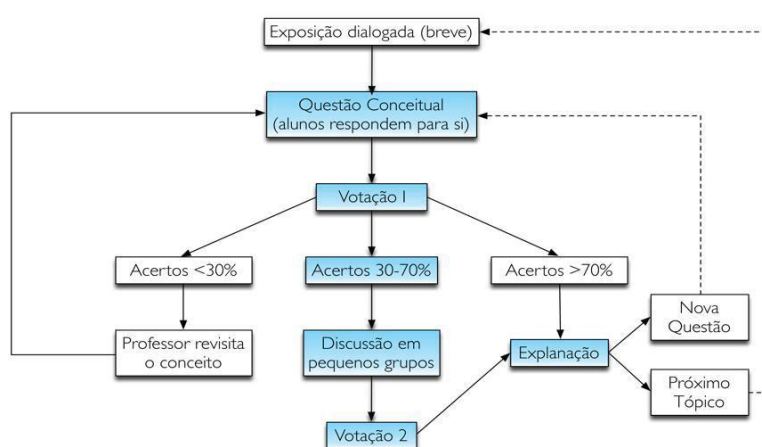 Exposição dialogada (breve)
Questão Conceitual
(alunos respondem para si)
Votação I
Acertos <30%
Acertos 30-70%
Acertos >70%
Professor revisita
o conceito
Discussão em
pequenos grupos
Explanação
Nova
Questão
Próximo
Tópico
Votação 2